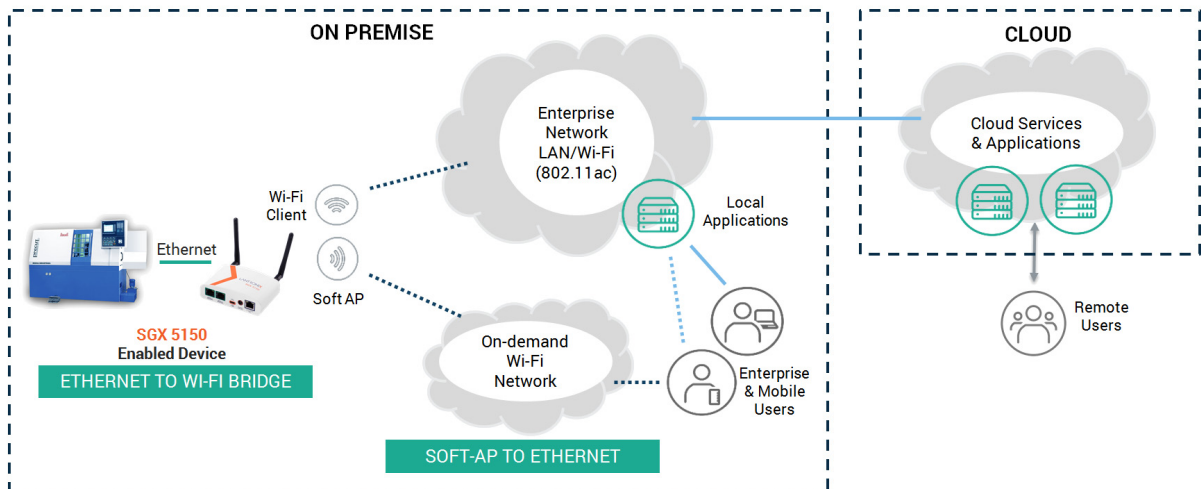 ON PREMISE
CLOUD
Enterprise
Network
LAN/Wi-Fi
(802.11ac)
Cloud Services
& Applications
Wi-Fi
Client
Local
Applications
Ethernet
Soft AP
SGX 5150
Enabled Device
ETHERNET TO WI-FI BRIDGE
On-demand
Wi-Fi
Network
Enterprise
& Mobile
Users
Remote
Users
SOFT-AP TO ETHERNET